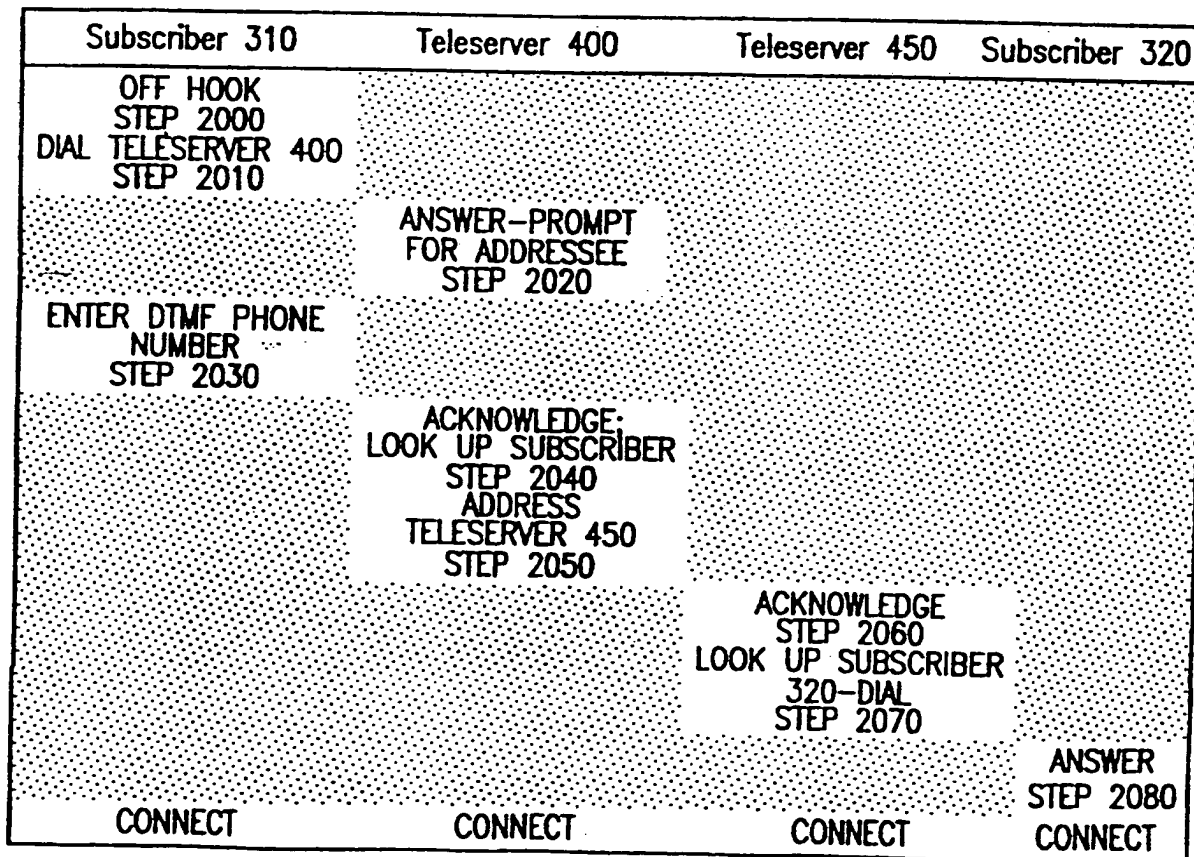 Subscriber 310 Teleserver 400 Teleserver 450 Subscriber 320
OFF HOOK
STEP 2000
DIAL TELESERVER 400
STEP 2010
ANSWER-PROMPT
FOR ADDRESSEE
STEP 2020
ENTER DTMF PHONE
NUMBER
STEP 2030
ACKNOWLEDGE;
LOOK UP SUBSCRIBER
STEP 2040
ADDRESS
TELESERVER 450
STEP 2050
ACKNOWLEDGE
STEP 2060
LOOK UP SUBSCRIBER
320-DIAL
STEP 2070
ANSWER
STEP 2080
CONNECT CONNECT CONNECT CONNECT